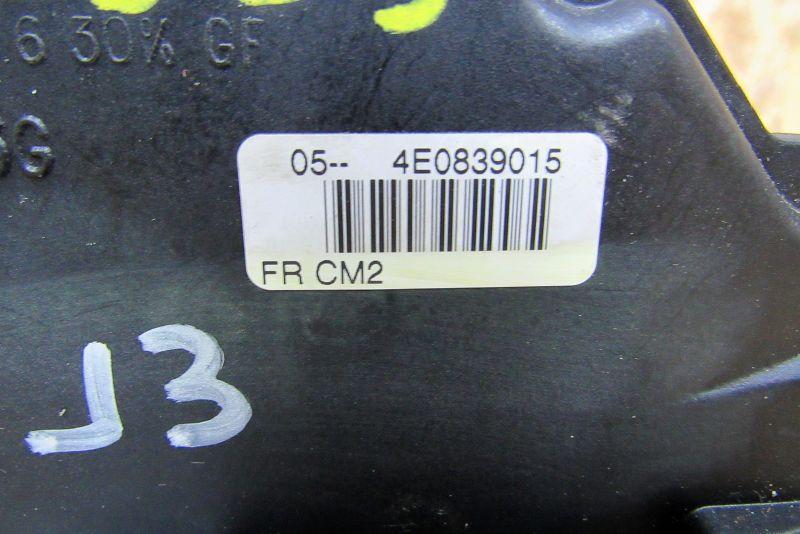 6 30% GF
G
05-- 4E0839015
FR CM2
J3